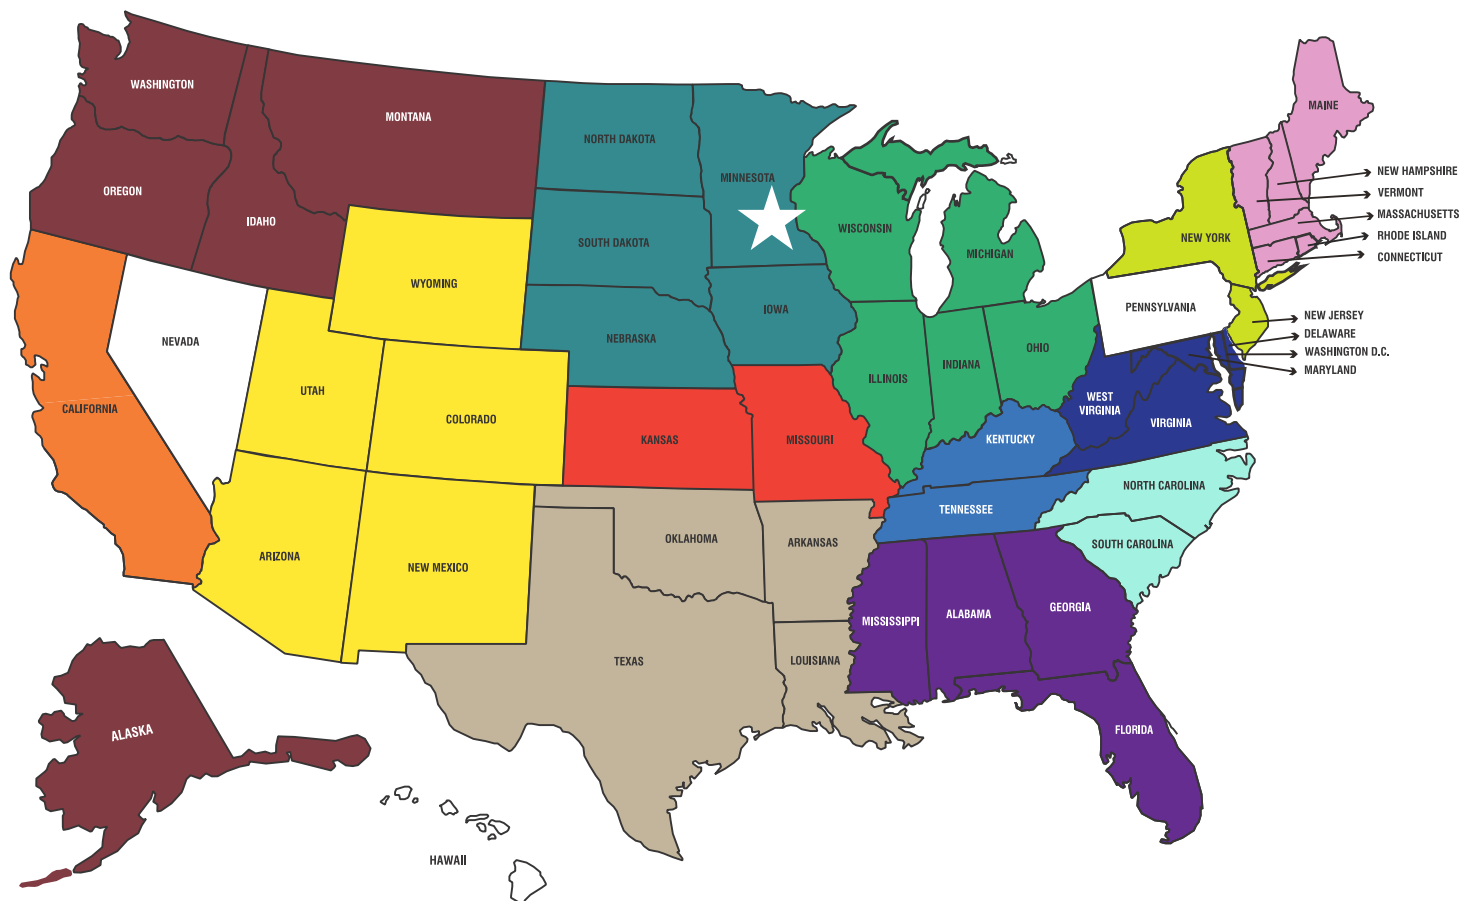 WASHINGTON
MONTANA
MAINE
NORTH DAKOTA
MINNESOTA
OREGON
IDAHO
NEW HAMPSHIRE
VERMONT
MASSACHUSETTS
RHODE ISLAND
CONNECTICUT
WISCONSIN
NEW YORK
SOUTH DAKOTA
MICHIGAN
WYOMING
IOWA
PENNSYLVANIA
NEW JERSEY
DELAWARE
WASHINGTON D.C.
MARYLAND
NEVADA
NEBRASKA
OHIO
INDIANA
ILLINOIS
UTAH
CALIFORNIA
COLORADO
WEST
VIRGINIA
VIRGINIA
KANSAS
MISSOURI
KENTUCKY
NORTH CAROLINA
TENNESSEE
OKLAHOMA
ARKANSAS
SOUTH CAROLINA
ARIZONA
NEW MEXICO
GEORGIA
ALABAMA
MISSISSIPPI
TEXAS
LOUISIANA
FLORIDA
ALASKA
HAWAII